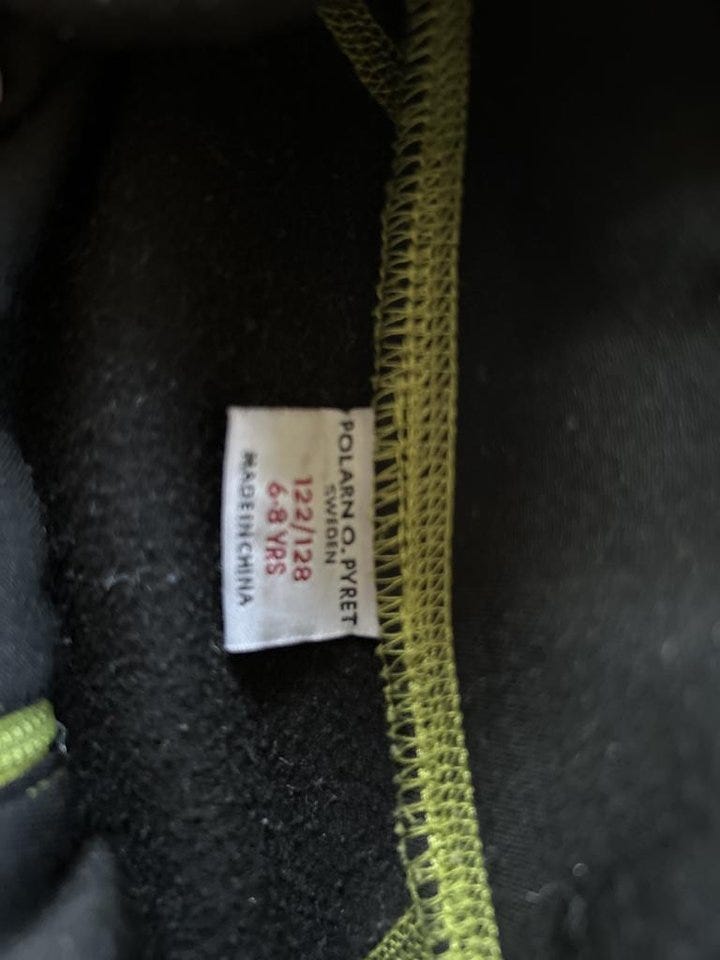 POLARN O. PYRET
SWEDEN
122/128
6-8 YRS
MADE IN CHINA